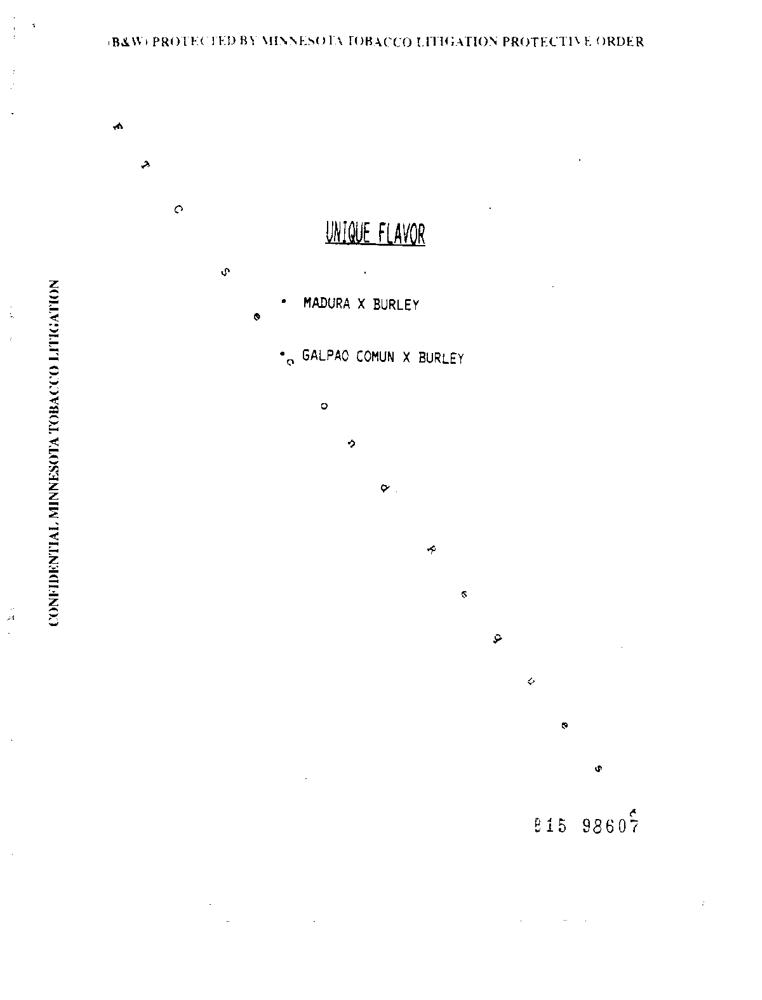 (B&W) PROTECTED BY MINNESOTA TOBACCO LITIGATION PROTECTIVE ORDER
UNIQUE FLAVOR
• MADURA X BURLEY
• GALPAO COMUN X BURLEY
CONFIDENTIAL MINNESOTA TOBACCO LITIGATION
815 98607